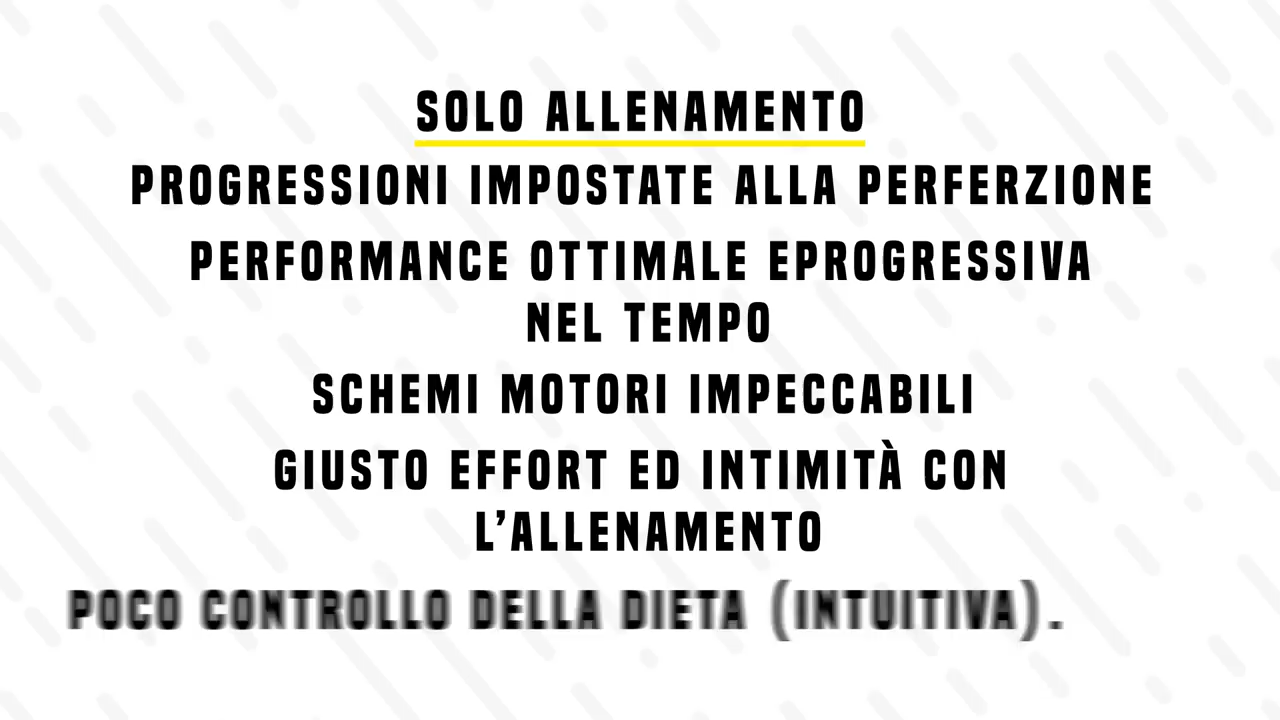 SOLO ALLENAMENTO
PROGRESSIONI IMPOSTATE ALLA PERFERZIONE
PERFORMANCE OTTIMALE EPROGRESSIVA
NEL TEMPO
SCHEMI MOTORI IMPECCABILI
GIUSTO EFFORT ED INTIMITÀ CON
L'ALLENAMENTO
POCO CONTROLLO DELLA DIETA (INTUITIVA).